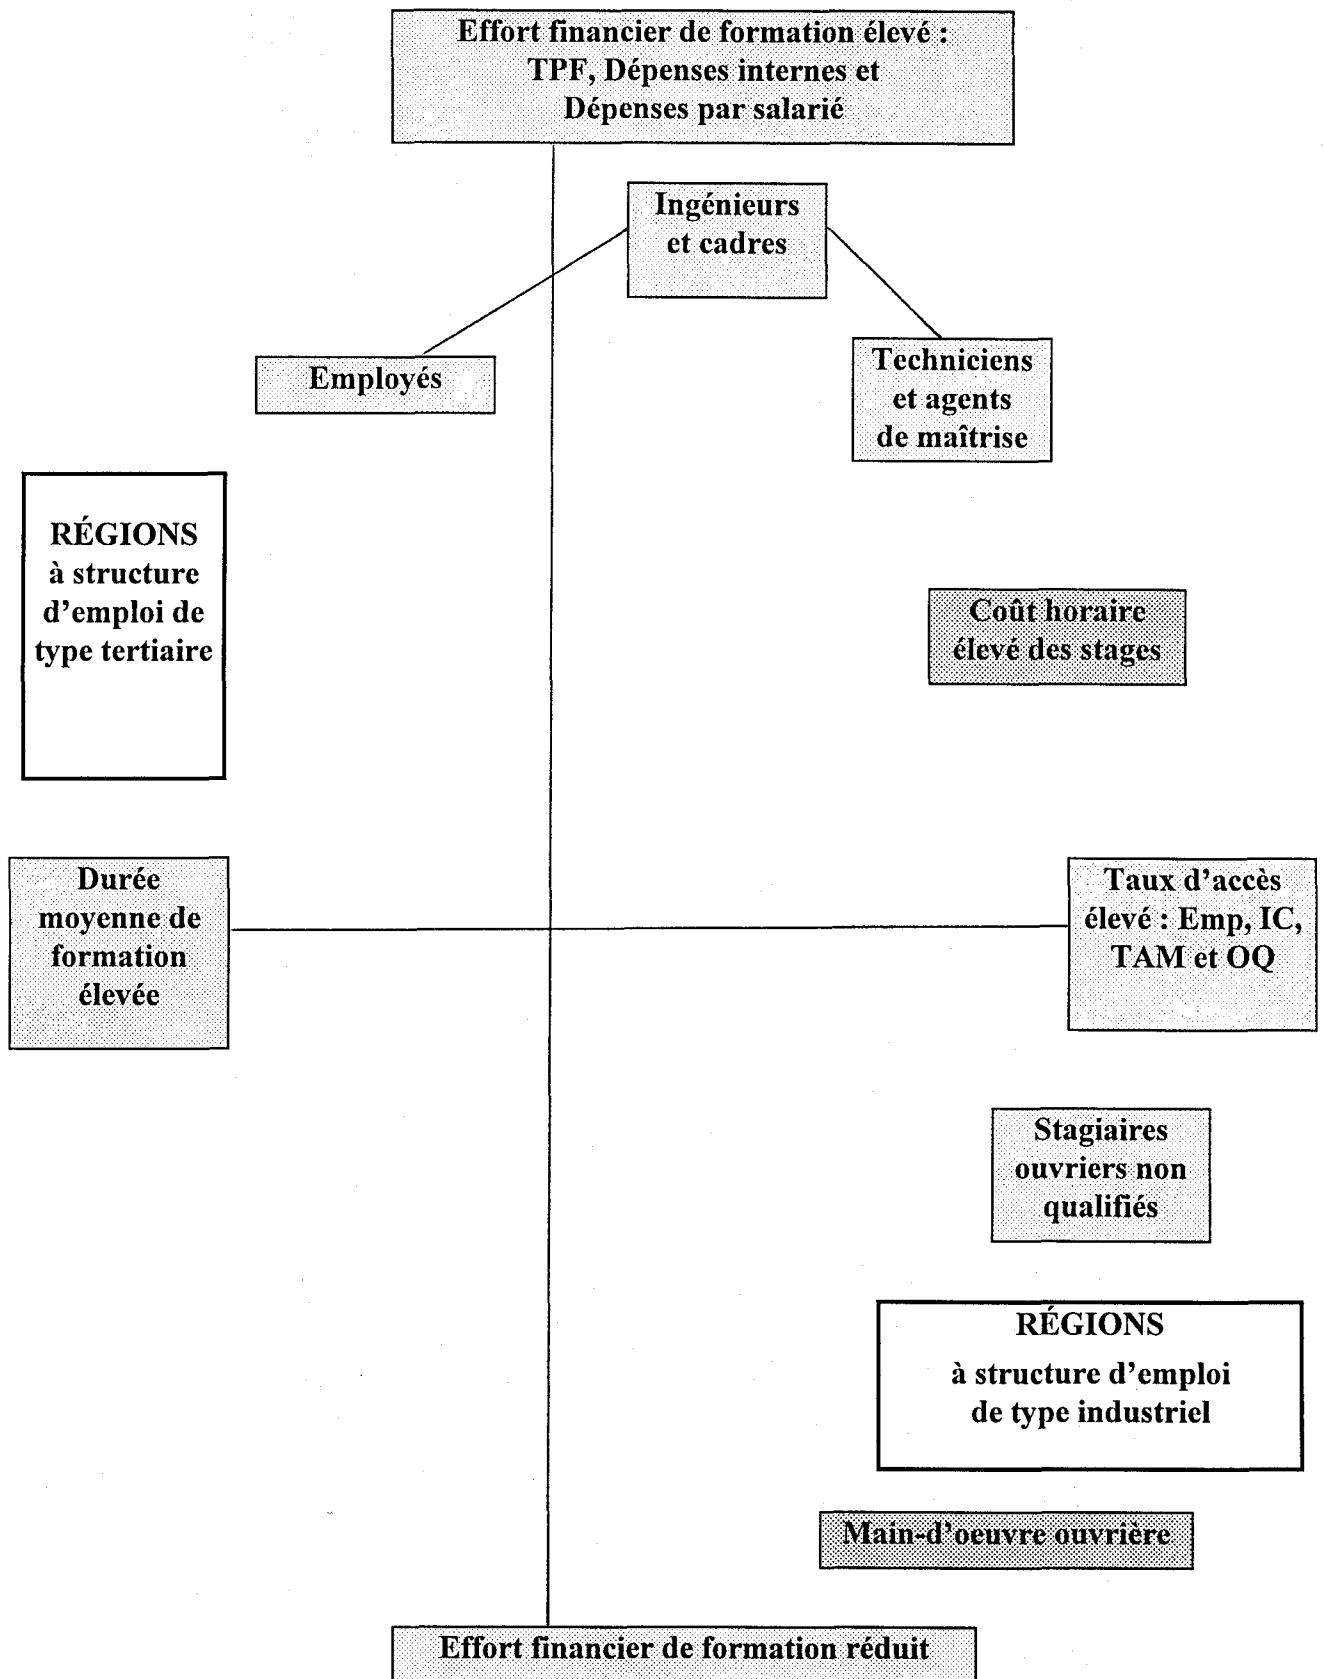 Effort financier de formation élevé :
TPF, Dépenses internes et
Dépenses par salarié
Ingénieurs
et cadres
Employés
Techniciens
et agents
de maîtrise
RÉGIONS
à structure
d'emploi de
type tertiaire
Coût horaire
élevé des stages
Durée
moyenne de
formation
élevée
Taux d'accès
élevé : Emp, IC,
TAM et OQ
Stagiaires
ouvriers non
qualifiés
RÉGIONS
à structure d'emploi
de type industriel
Main-d'oeuvre ouvrière
Effort financier de formation réduit